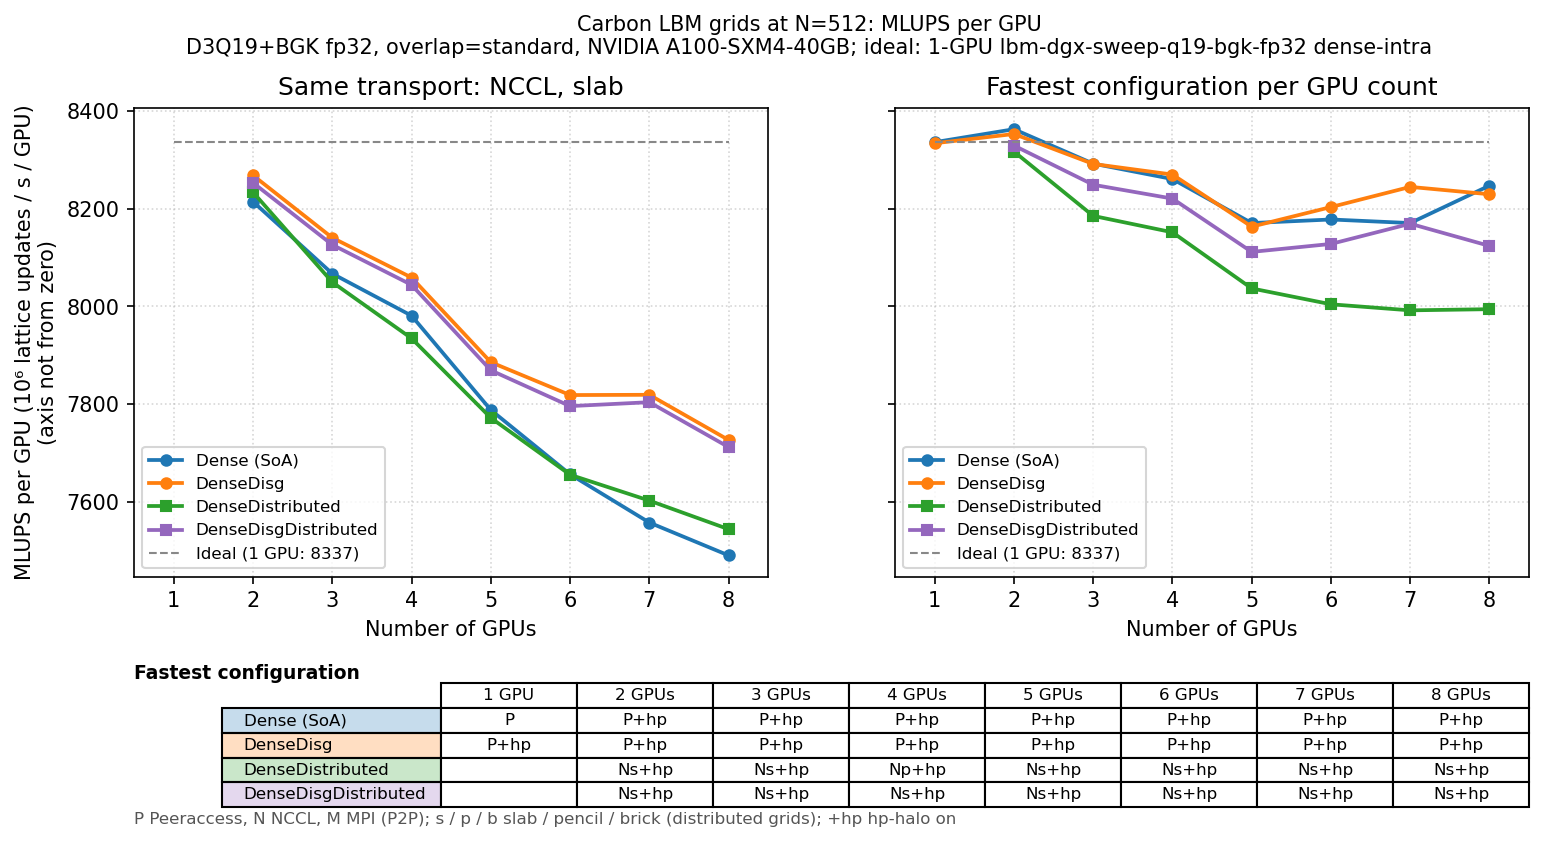 Carbon LBM grids at N=512: MLUPS per GPU
D3Q19+BGK fp32, overlap=standard, NVIDIA A100-SXM4-40GB; ideal: 1-GPU lbm-dgx-sweep-q19-bgk-fp32 dense-intra
Same transport: NCCL, slab
MLUPS per GPU (10⁶ lattice updates / s / GPU)
(axis not from zero)
8400
8200
8000
7800
7600
Dense (SoA)
DenseDisg
DenseDistributed
DenseDisgDistributed
Ideal (1 GPU: 8337)
1 2 3 4 5 6 7 8
Number of GPUs
Fastest configuration per GPU count
Dense (SoA)
DenseDisg
DenseDistributed
DenseDisgDistributed
Ideal (1 GPU: 8337)
1 2 3 4 5 6 7 8
Number of GPUs
Fastest configuration
1 GPU 2 GPUs 3 GPUs 4 GPUs 5 GPUs 6 GPUs 7 GPUs 8 GPUs
Dense (SoA) P P+hp P+hp P+hp P+hp P+hp P+hp P+hp
DenseDisg P+hp P+hp P+hp P+hp P+hp P+hp P+hp P+hp
DenseDistributed Ns+hp Ns+hp Np+hp Ns+hp Ns+hp Ns+hp Ns+hp
DenseDisgDistributed Ns+hp Ns+hp Ns+hp Ns+hp Ns+hp Ns+hp Ns+hp
P Peeraccess, N NCCL, M MPI (P2P); s / p / b slab / pencil / brick (distributed grids); +hp hp-halo on